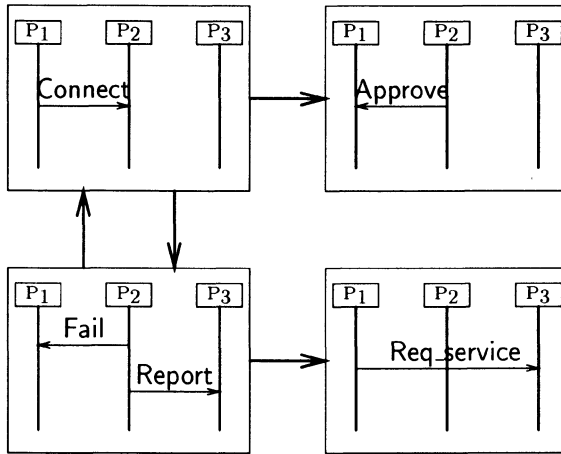 P1 P2 P3
Connect
P1 P2 P3
Approve
P1 P2 P3
Fail
Report
P1 P2 P3
Req_service